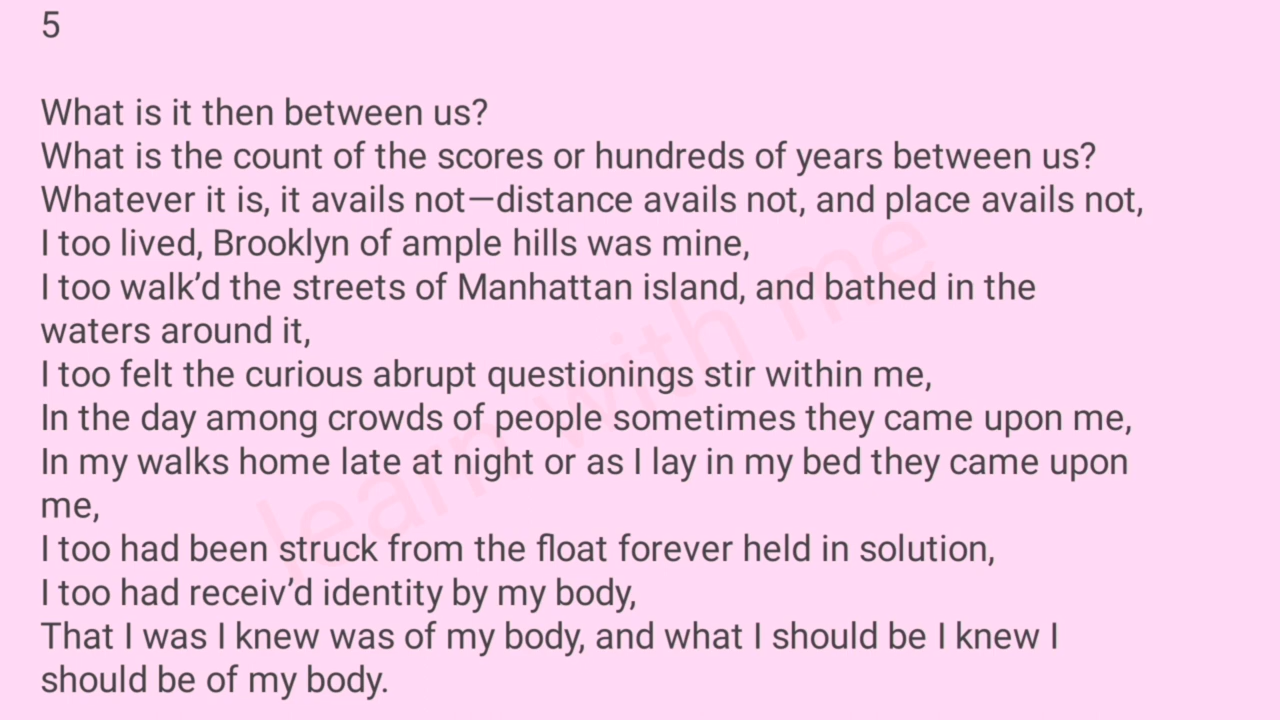 5
What is it then between us?
What is the count of the scores or hundreds of years between us?
Whatever it is, it avails not—distance avails not, and place avails not,
I too lived, Brooklyn of ample hills was mine,
I too walk’d the streets of Manhattan island, and bathed in the
waters around it,
I too felt the curious abrupt questionings stir within me,
In the day among crowds of people sometimes they came upon me,
In my walks home late at night or as I lay in my bed they came upon
me,
I too had been struck from the float forever held in solution,
I too had receiv’d identity by my body,
That I was I knew was of my body, and what I should be I knew I
should be of my body.
learn with me